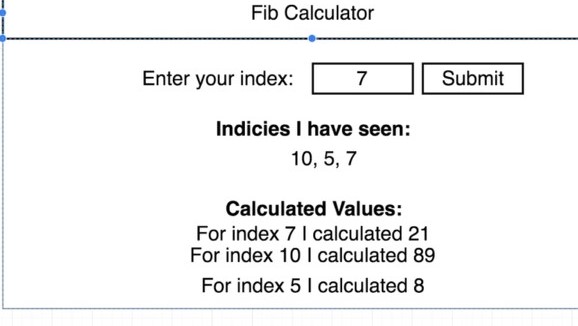 Fib Calculator
Enter your index: 7 Submit
Indicies I have seen:
10, 5, 7
Calculated Values:
For index 7 I calculated 21
For index 10 I calculated 89
For index 5 I calculated 8